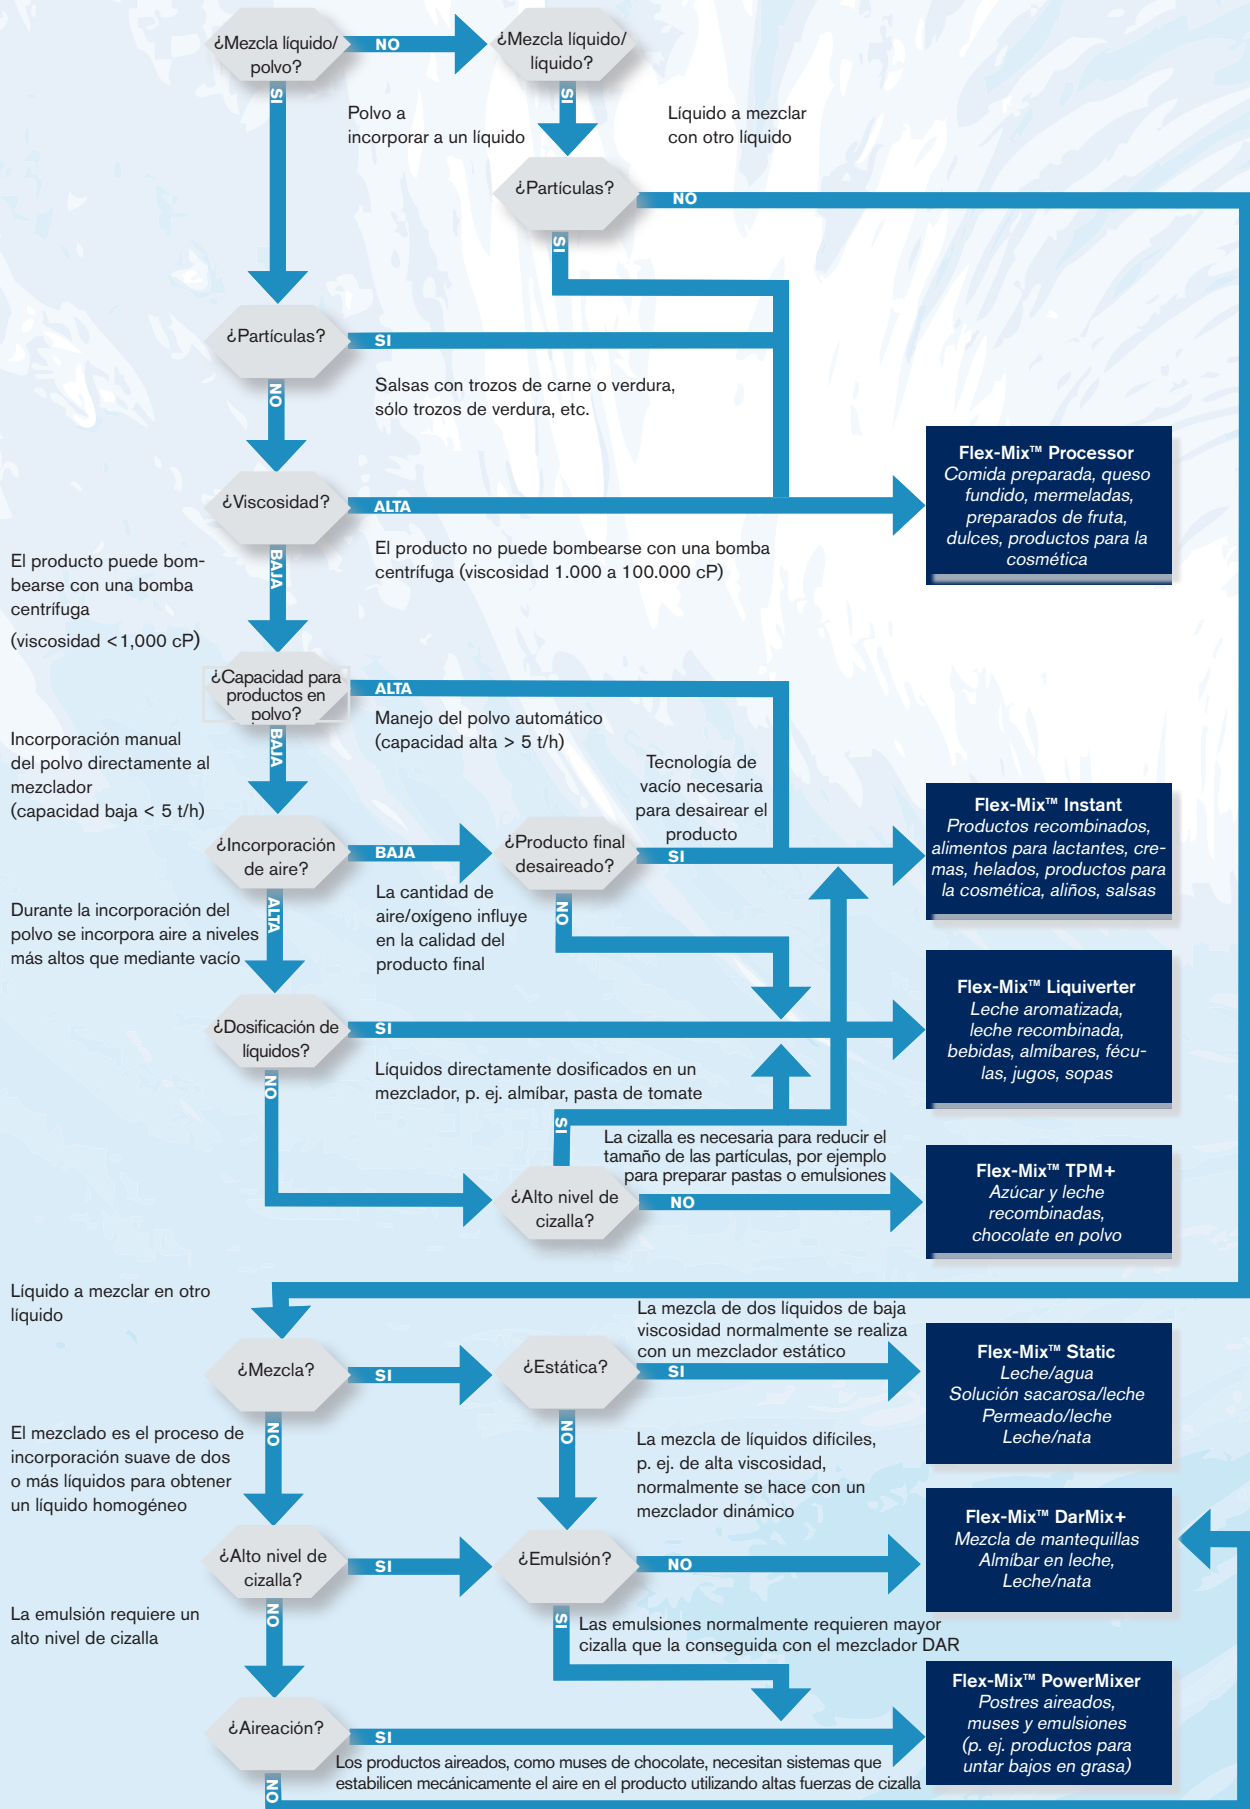 ¿Mezcla líquido/
polvo?
NO
¿Mezcla líquido/
líquido?
SI
SI
Polvo a
incorporar a un líquido
Líquido a mezclar
con otro líquido
¿Partículas?
NO
SI
¿Partículas?
SI
NO
Salsas con trozos de carne o verdura,
sólo trozos de verdura, etc.
¿Viscosidad?
ALTA
Flex-Mix™ Processor
Comida preparada, queso
fundido, mermeladas,
preparados de fruta,
dulces, productos para la
cosmética
El producto no puede bombearse con una bomba
centrífuga (viscosidad 1.000 a 100.000 cP)
BAJA
El producto puede bom-
bearse con una bomba
centrífuga
(viscosidad <1,000 cP)
¿Capacidad para
productos en
polvo?
ALTA
Manejo del polvo automático
(capacidad alta > 5 t/h)
BAJA
Incorporación manual
del polvo directamente al
mezclador
(capacidad baja < 5 t/h)
Tecnología de
vacío necesaria
para desairear el
producto
¿Incorporación
de aire?
BAJA
¿Producto final
desaireado?
SI
Flex-Mix™ Instant
Productos recombinados,
alimentos para lactantes, cre-
mas, helados, productos para
la cosmética, aliños, salsas
ALTA
La cantidad de
aire/oxígeno influye
en la calidad del
producto final
NO
Durante la incorporación del
polvo se incorpora aire a niveles
más altos que mediante vacío
¿Dosificación de
líquidos?
SI
Flex-Mix™ Liquiverter
Leche aromatizada,
leche recombinada,
bebidas, almíbares, fécu-
las, jugos, sopas
Líquidos directamente dosificados en un
mezclador, p. ej. almíbar, pasta de tomate
NO
SI
La cizalla es necesaria para reducir el
tamaño de las partículas, por ejemplo
para preparar pastas o emulsiones
¿Alto nivel de
cizalla?
NO
Flex-Mix™ TPM+
Azúcar y leche
recombinadas,
chocolate en polvo
Líquido a mezclar en otro
líquido
¿Mezcla?
SI
¿Estática?
La mezcla de dos líquidos de baja
viscosidad normalmente se realiza
con un mezclador estático
SI
Flex-Mix™ Static
Leche/agua
Solución sacarosa/leche
Permeado/leche
Leche/nata
NO
NO
El mezclado es el proceso de
incorporación suave de dos
o más líquidos para obtener
un líquido homogéneo
La mezcla de líquidos difíciles,
p. ej. de alta viscosidad,
normalmente se hace con un
mezclador dinámico
¿Alto nivel de
cizalla?
SI
¿Emulsión?
NO
Flex-Mix™ DarMix+
Mezcla de mantequillas
Almíbar en leche,
Leche/nata
La emulsión requiere un
alto nivel de cizalla
NO
SI
Las emulsiones normalmente requieren mayor
cizalla que la conseguida con el mezclador DAR
¿Aireación?
SI
Flex-Mix™ PowerMixer
Postres aireados,
muses y emulsiones
(p. ej. productos para
untar bajos en grasa)
Los productos aireados, como muses de chocolate, necesitan sistemas que
estabilicen mecánicamente el aire en el producto utilizando altas fuerzas de cizalla
NO